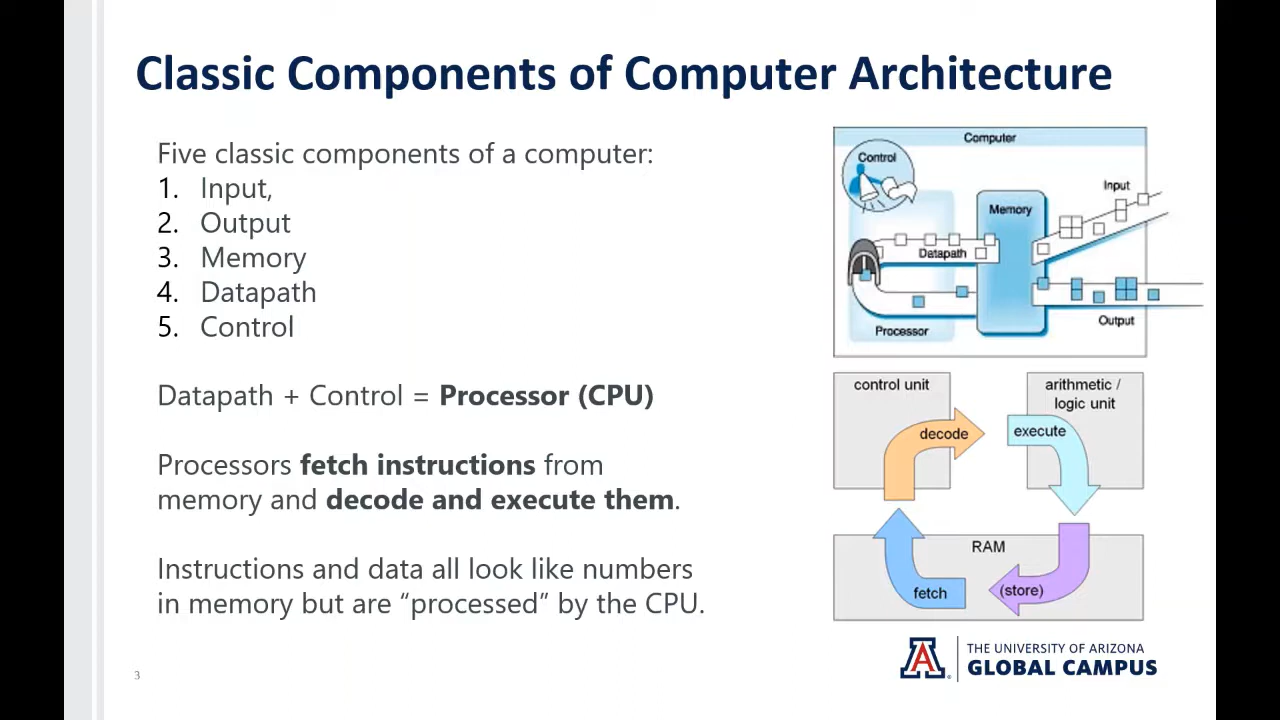 Classic Components of Computer Architecture
Five classic components of a computer:
1. Input,
2. Output
3. Memory
4. Datapath
5. Control
Datapath + Control = Processor (CPU)
Processors fetch instructions from
memory and decode and execute them.
Instructions and data all look like numbers
in memory but are “processed” by the CPU.
Computer
Control
Input
Memory
Datapath
Output
Processor
control unit
arithmetic /
logic unit
decode
execute
RAM
fetch
(store)
3
A
THE UNIVERSITY OF ARIZONA
GLOBAL CAMPUS